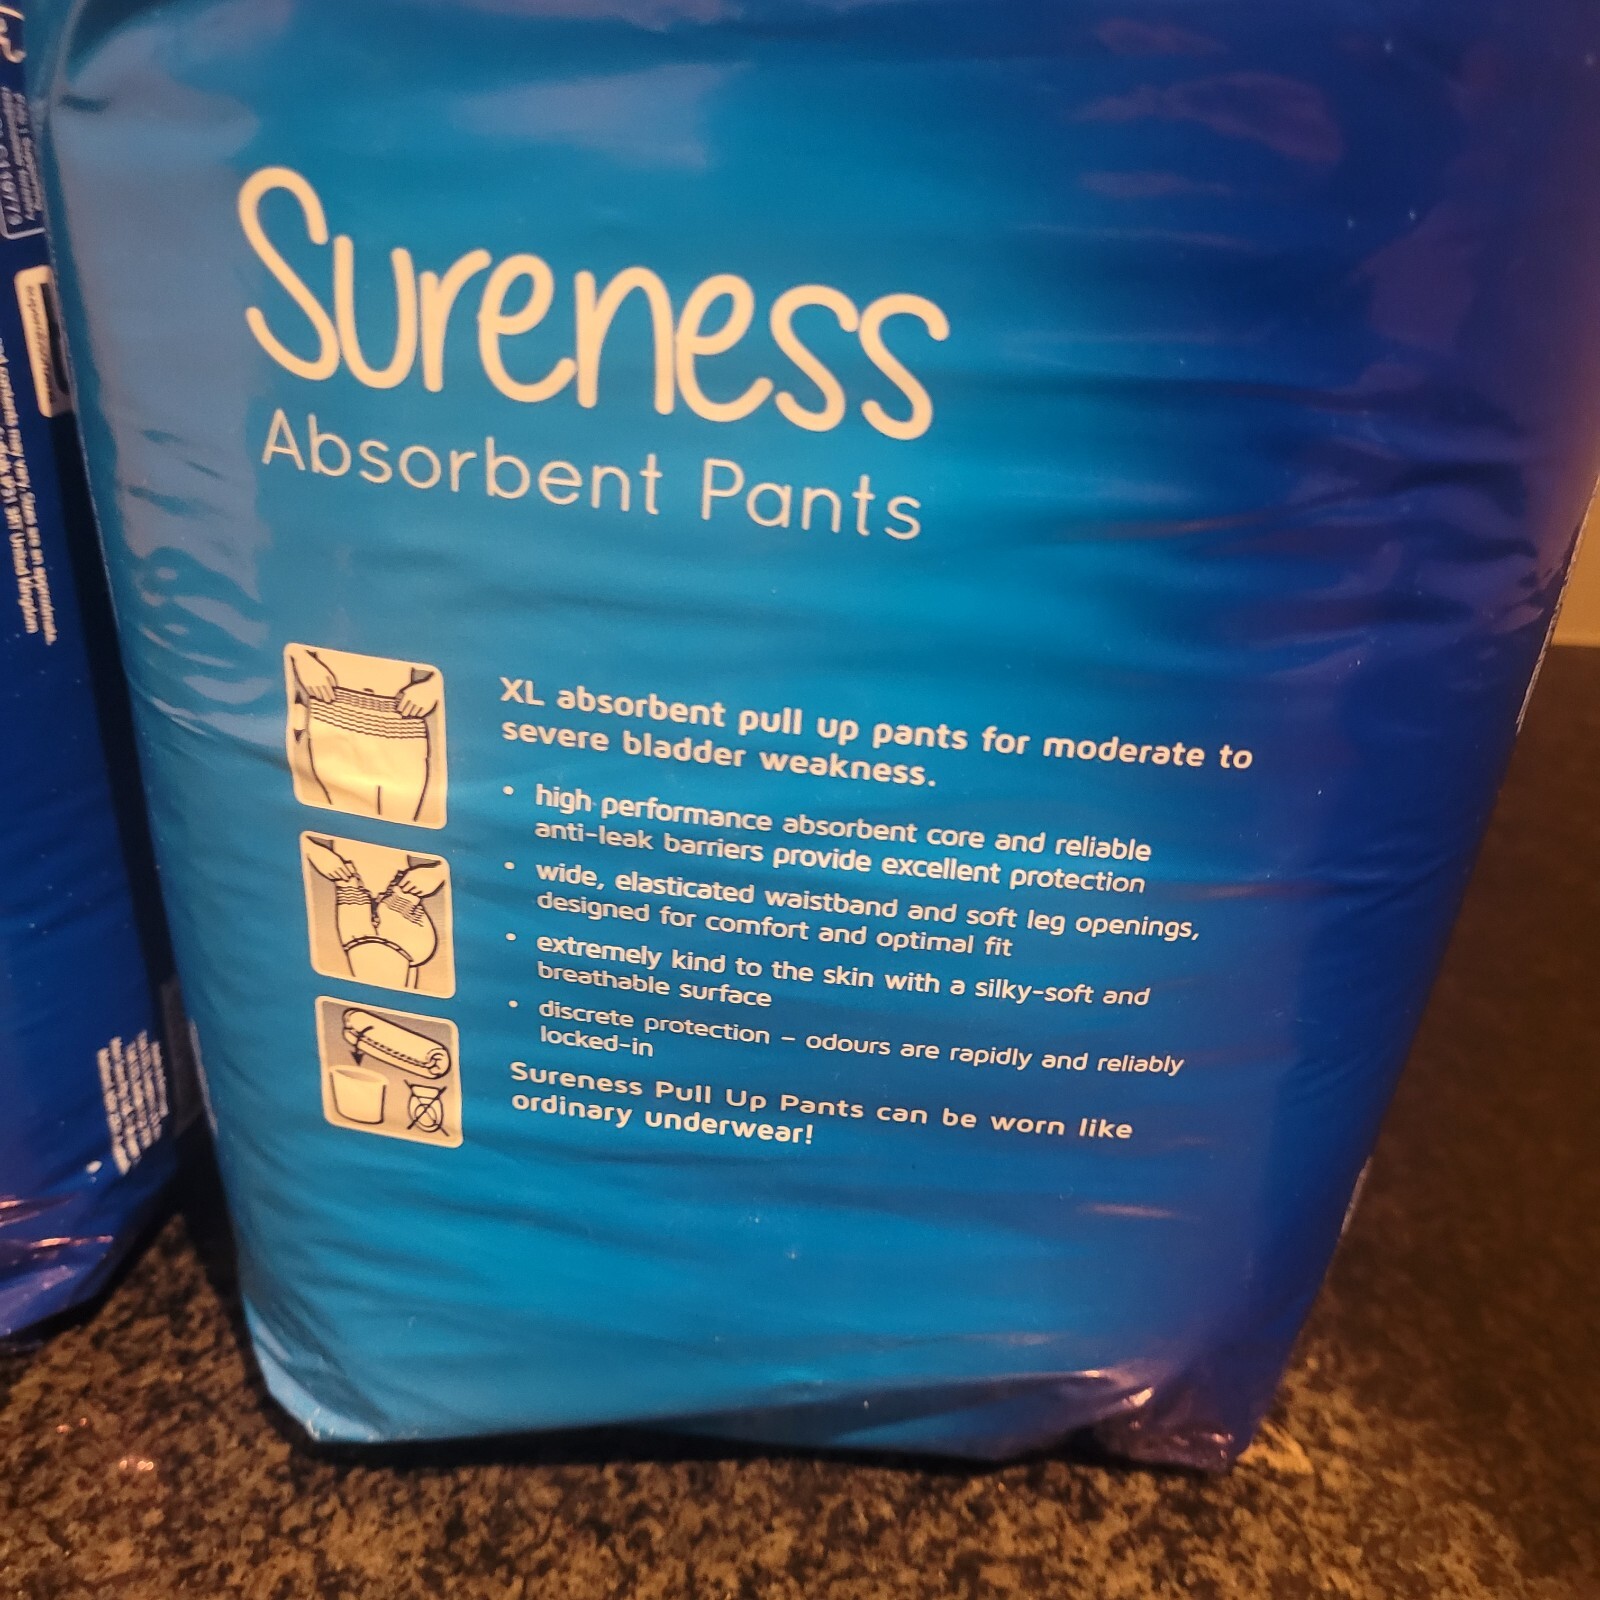 Sureness
Absorbent Pants
XL absorbent pull up pants for moderate to
severe bladder weakness.
• high performance absorbent core and reliable
anti-leak barriers provide excellent protection
• wide, elasticated waistband and soft leg openings,
designed for comfort and optimal fit
• extremely kind to the skin with a silky-soft and
breathable surface
• discrete protection – odours are rapidly and reliably
locked-in
Sureness Pull Up Pants can be worn like
ordinary underwear!